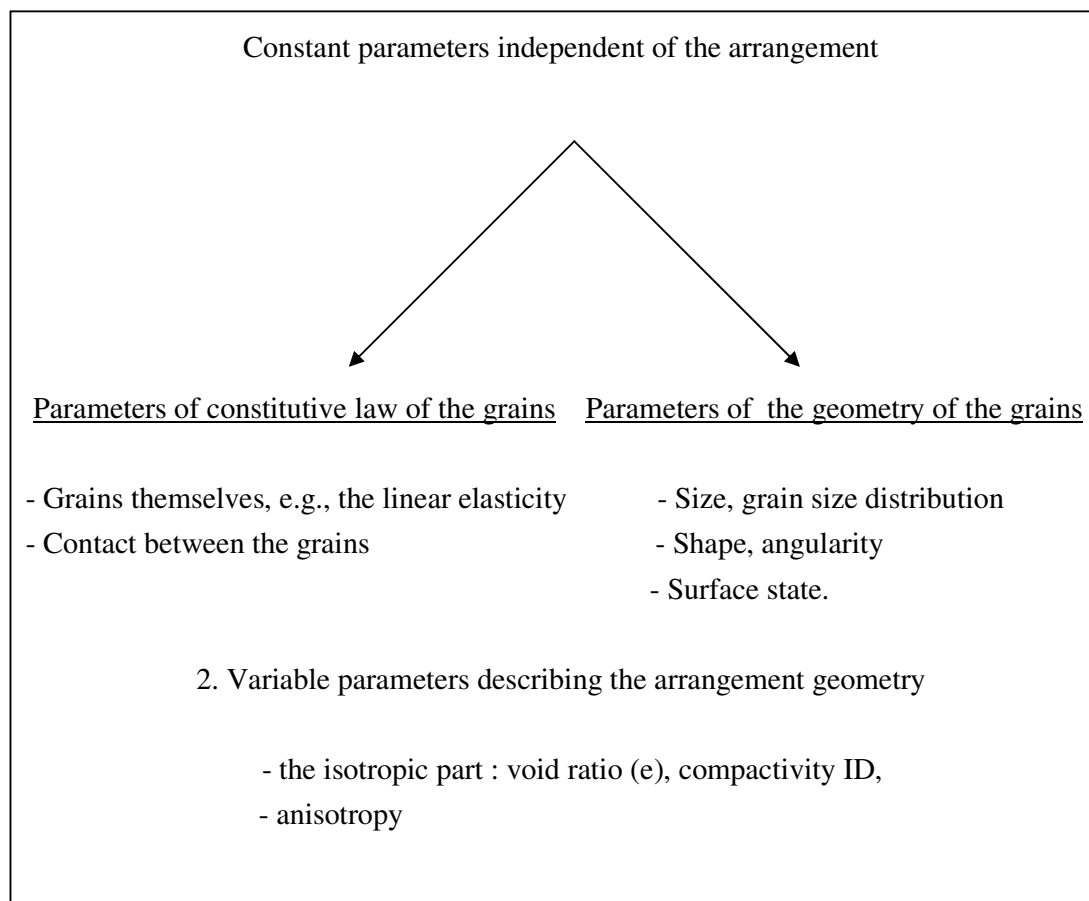 Constant parameters independent of the arrangement
Parameters of constitutive law of the grains Parameters of the geometry of the grains
- Grains themselves, e.g., the linear elasticity - Size, grain size distribution
- Contact between the grains - Shape, angularity
- Surface state.
2. Variable parameters describing the arrangement geometry
- the isotropic part : void ratio (e), compactivity ID,
- anisotropy